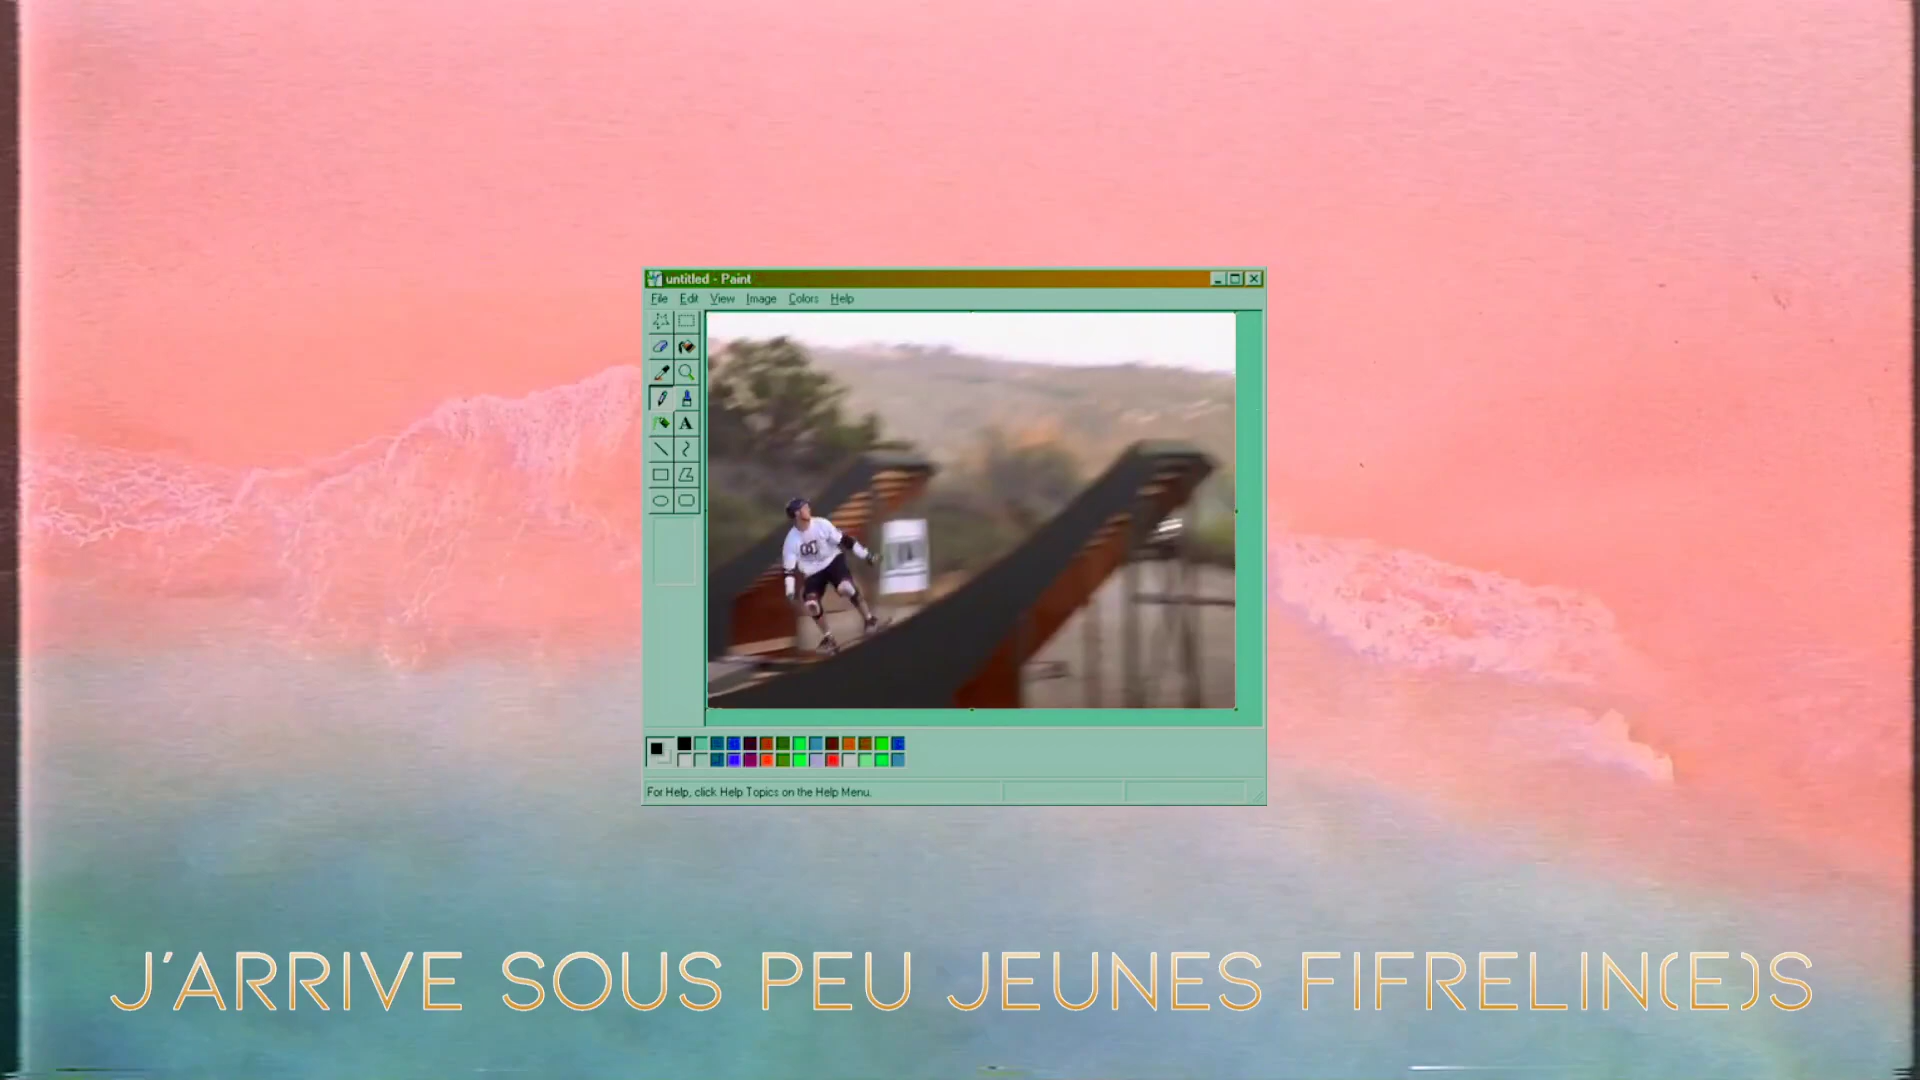 untitled - Paint
File Edit View Image Colors Help
A
For Help, click Help Topics on the Help Menu.
J'ARRIVE SOUS PEU JEUNES FIFRELIN(E)S